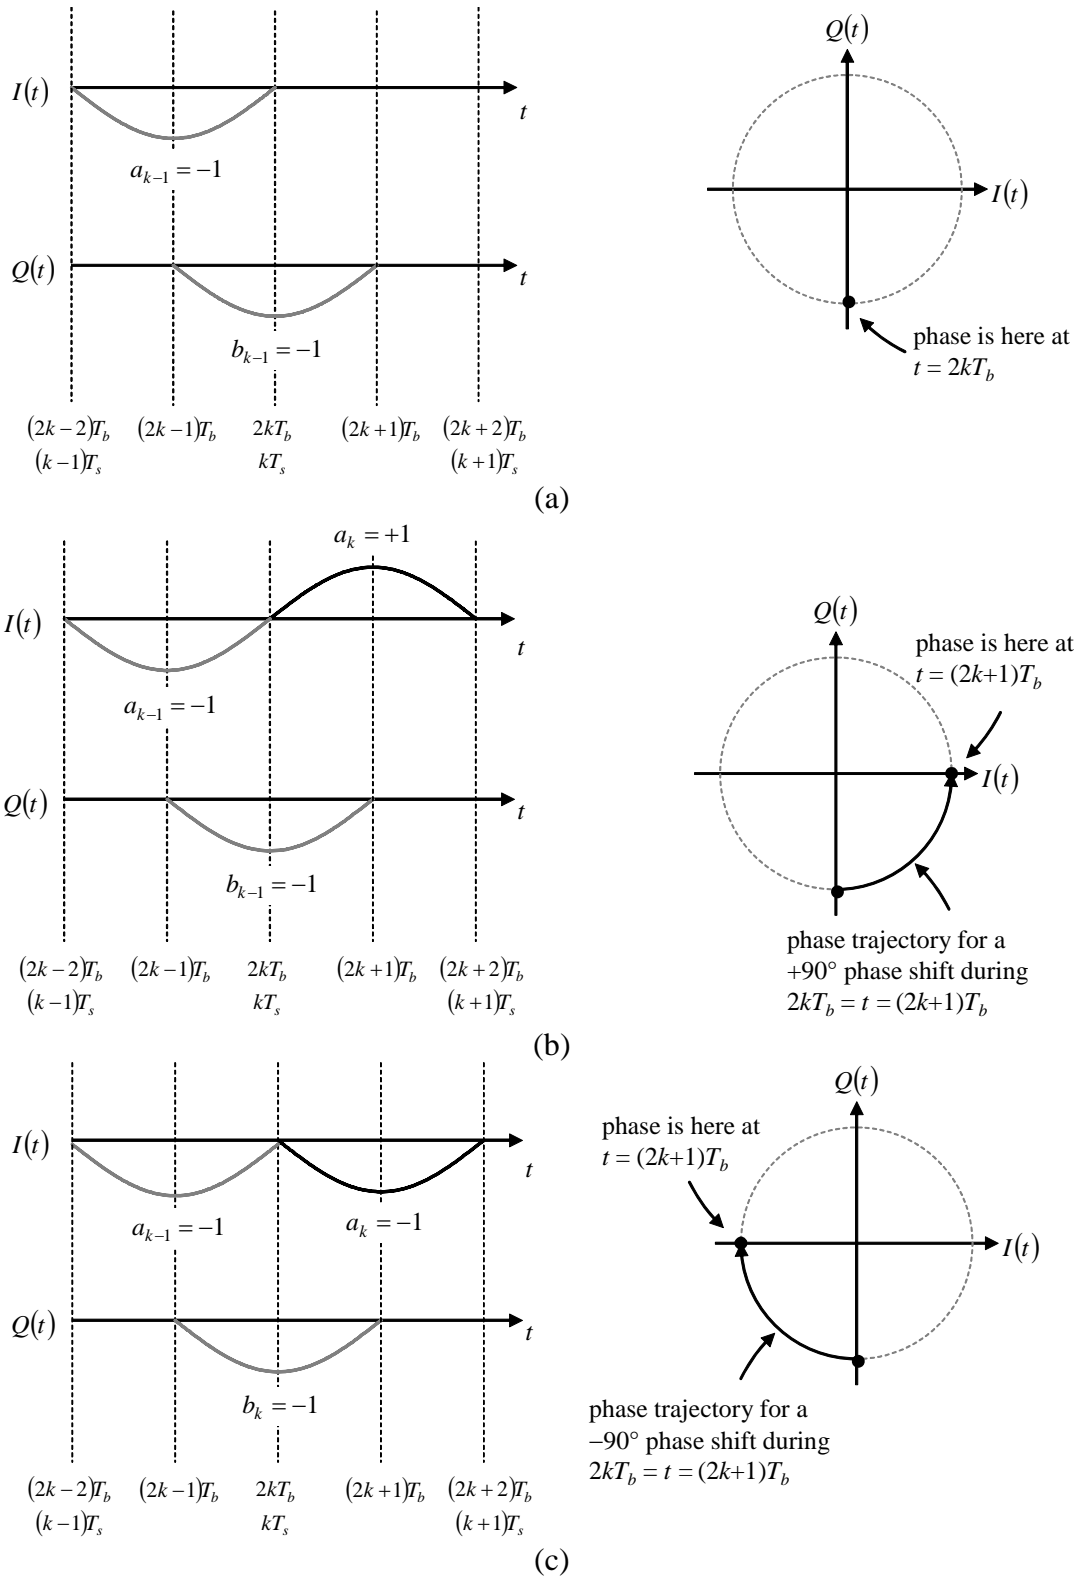 Q(t)
I(t)
t
a_{k−1} = −1
I(t)
Q(t)
t
b_{k−1} = −1
phase is here at
t = 2kT_b
(2k−2)T_b (2k−1)T_b 2kT_b (2k+1)T_b (2k+2)T_b
(k−1)T_s kT_s (k+1)T_s
(a)
a_k = +1
I(t)
t
a_{k−1} = −1
Q(t)
phase is here at
t = (2k+1)T_b
I(t)
Q(t)
t
b_{k−1} = −1
phase trajectory for a
+90° phase shift during
2kT_b = t = (2k+1)T_b
(2k−2)T_b (2k−1)T_b 2kT_b (2k+1)T_b (2k+2)T_b
(k−1)T_s kT_s (k+1)T_s
(b)
I(t)
t
a_{k−1} = −1 a_k = −1
Q(t)
phase is here at
t = (2k+1)T_b
I(t)
Q(t)
t
b_k = −1
phase trajectory for a
−90° phase shift during
2kT_b = t = (2k+1)T_b
(2k−2)T_b (2k−1)T_b 2kT_b (2k+1)T_b (2k+2)T_b
(k−1)T_s kT_s (k+1)T_s
(c)